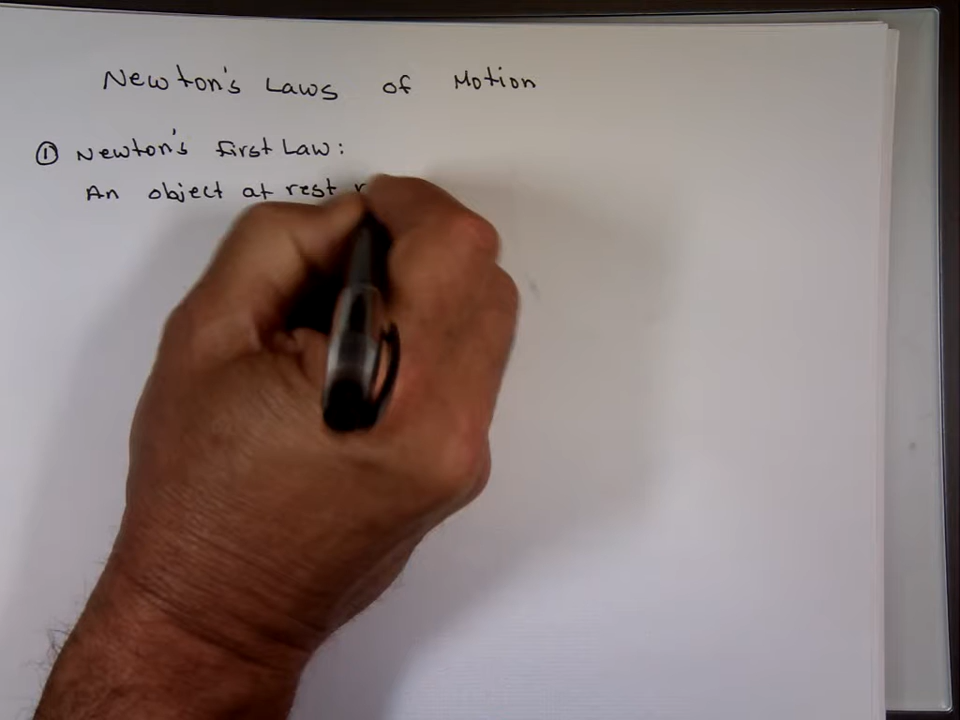 Newton's Laws of Motion
① Newton's First Law:
An object at rest